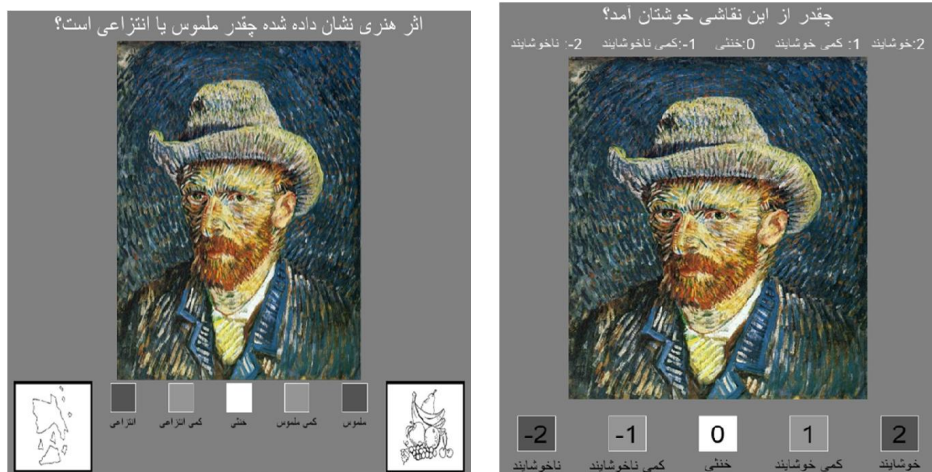 اثر هنری نشان داده شده چقدر ملموس یا انتزاعی است؟
ملموس کمی ملموس خنثی کمی انتزاعی انتزاعی
چقدر از این نقاشی خوشتان آمد؟
2:خوشایند 1: کمی خوشایند 0:خنثی -1:کمی ناخوشایند -2: ناخوشایند
2 1 0 -1 -2
خوشایند کمی خوشایند خنثی کمی ناخوشایند ناخوشایند